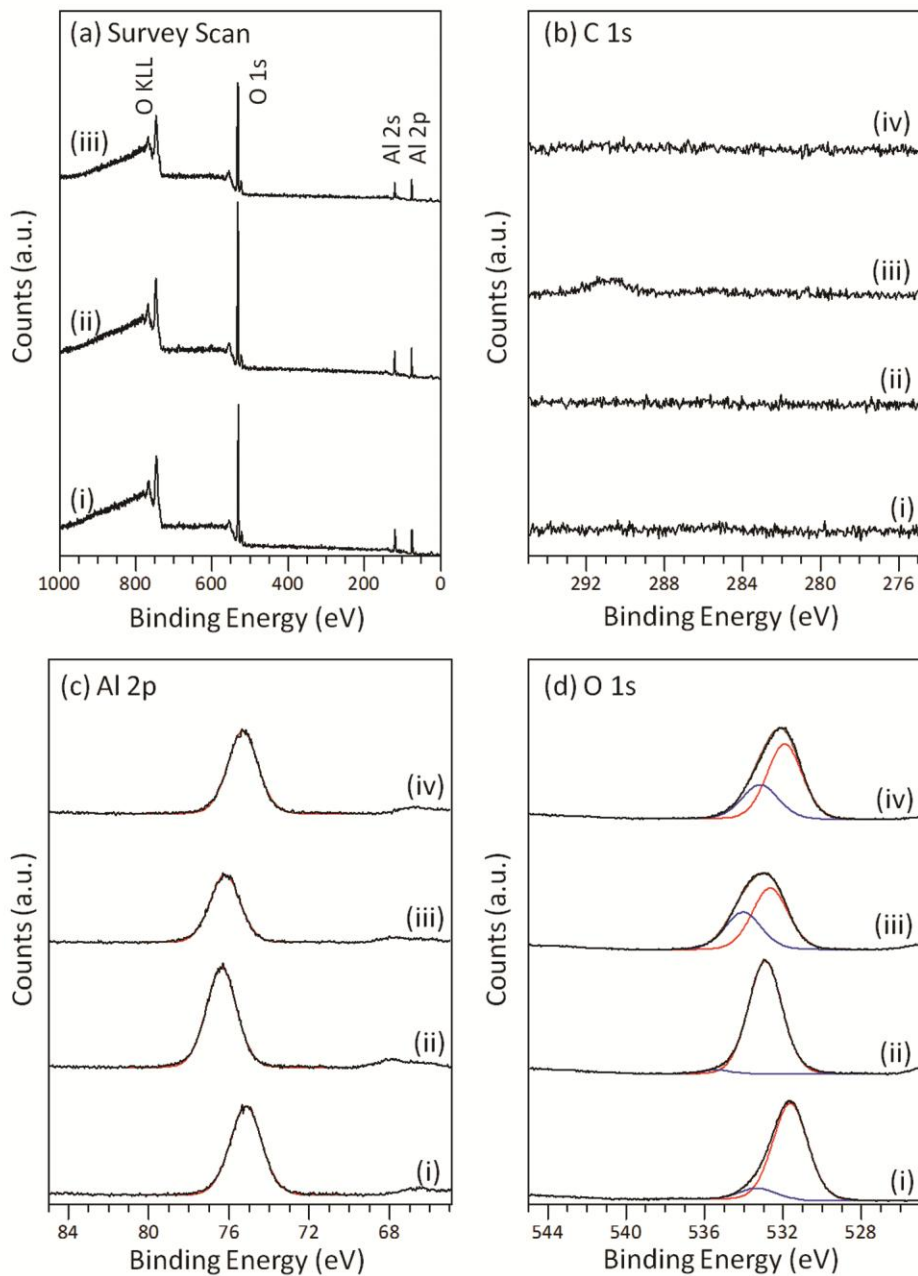 (a) Survey Scan
O KLL
O 1s
Al 2s
Al 2p
(iii)
(ii)
(i)
Counts (a.u.)
1000 800 600 400 200 0
Binding Energy (eV)
(b) C 1s
(iv)
(iii)
(ii)
(i)
Counts (a.u.)
292 288 284 280 276
Binding Energy (eV)
(c) Al 2p
(iv)
(iii)
(ii)
(i)
Counts (a.u.)
84 80 76 72 68
Binding Energy (eV)
(d) O 1s
(iv)
(iii)
(ii)
(i)
Counts (a.u.)
544 540 536 532 528
Binding Energy (eV)